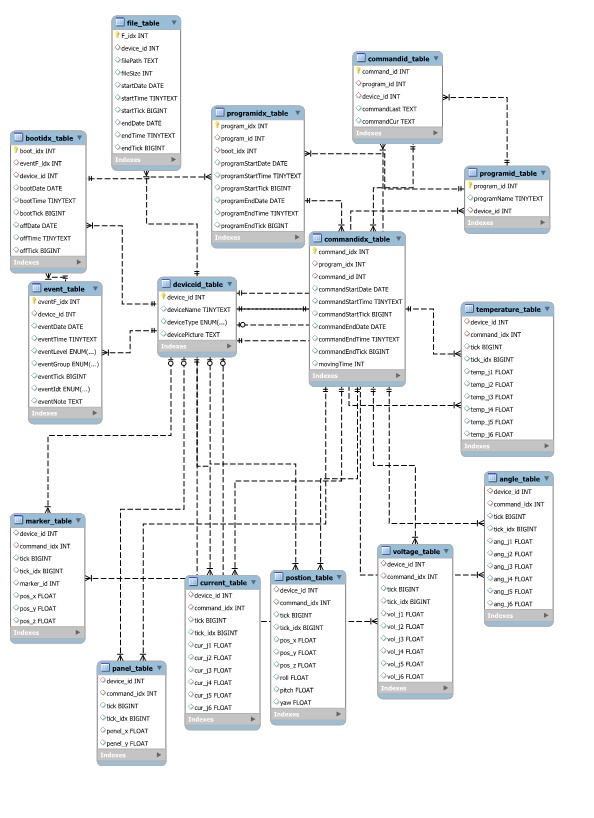 file_table
F_idx INT
device_id INT
filePath TEXT
fileSize INT
startDate DATE
startTime TINYTEXT
startTick BIGINT
endDate DATE
endTime TINYTEXT
endTick BIGINT
Indexes
commandid_table
command_id INT
program_id INT
device_id INT
commandLast TEXT
commandCur TEXT
Indexes
programidx_table
program_idx INT
program_id INT
boot_idx INT
programStartDate DATE
programStartTime TINYTEXT
programStartTick BIGINT
programEndDate DATE
programEndTime TINYTEXT
programEndTick BIGINT
Indexes
bootidx_table
boot_idx INT
eventF_idx INT
device_id INT
bootDate DATE
bootTime TINYTEXT
bootTick BIGINT
offDate DATE
offTime TINYTEXT
offTick BIGINT
Indexes
programid_table
program_id INT
programName TINYTEXT
device_id INT
Indexes
commandidx_table
command_idx INT
program_idx INT
command_id INT
commandStartDate DATE
commandStartTime TINYTEXT
commandStartTick BIGINT
commandEndDate DATE
commandEndTime TINYTEXT
commandEndTick BIGINT
movingTime INT
Indexes
deviceid_table
device_id INT
deviceName TINYTEXT
deviceType ENUM(...)
devicePicture TEXT
Indexes
event_table
eventF_idx INT
device_id INT
eventDate DATE
eventTime TINYTEXT
eventLevel ENUM(...)
eventGroup ENUM(...)
eventTick BIGINT
eventIdt ENUM(...)
eventNote TEXT
Indexes
temperature_table
device_id INT
command_idx INT
tick BIGINT
tick_idx BIGINT
temp_j1 FLOAT
temp_j2 FLOAT
temp_j3 FLOAT
temp_j4 FLOAT
temp_j5 FLOAT
temp_j6 FLOAT
Indexes
angle_table
device_id INT
command_idx INT
tick BIGINT
tick_idx BIGINT
ang_j1 FLOAT
ang_j2 FLOAT
ang_j3 FLOAT
ang_j4 FLOAT
ang_j5 FLOAT
ang_j6 FLOAT
Indexes
marker_table
device_id INT
command_idx INT
tick BIGINT
tick_idx BIGINT
marker_id INT
pos_x FLOAT
pos_y FLOAT
pos_z FLOAT
Indexes
voltage_table
device_id INT
command_idx INT
tick BIGINT
tick_idx BIGINT
vol_j1 FLOAT
vol_j2 FLOAT
vol_j3 FLOAT
vol_j4 FLOAT
vol_j5 FLOAT
vol_j6 FLOAT
Indexes
current_table
device_id INT
command_idx INT
tick BIGINT
tick_idx BIGINT
cur_j1 FLOAT
cur_j2 FLOAT
cur_j3 FLOAT
cur_j4 FLOAT
cur_j5 FLOAT
cur_j6 FLOAT
Indexes
postion_table
device_id INT
command_idx INT
tick BIGINT
tick_idx BIGINT
pos_x FLOAT
pos_y FLOAT
pos_z FLOAT
roll FLOAT
pitch FLOAT
yaw FLOAT
Indexes
panel_table
device_id INT
command_idx INT
tick BIGINT
tick_idx BIGINT
penel_x FLOAT
penel_y FLOAT
Indexes